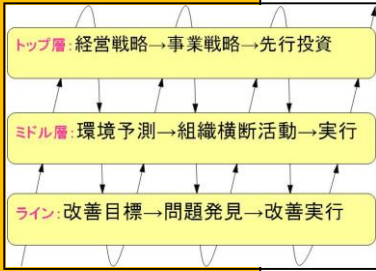 トップ層:経営戦略→事業戦略→先行投資
ミドル層:環境予測→組織横断活動→実行
ライン:改善目標→問題発見→改善実行